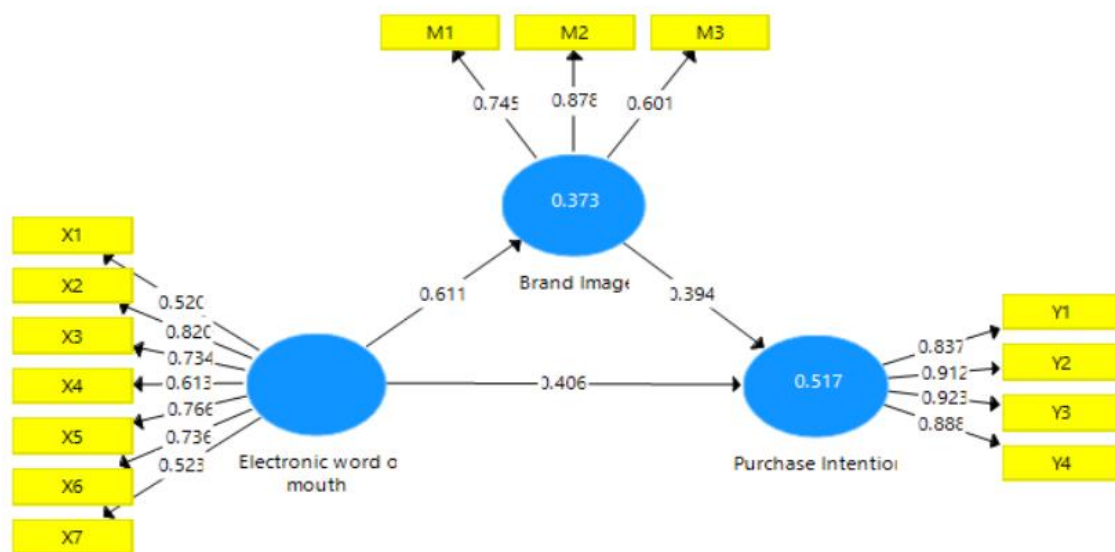 M1
M2
M3
0.745
0.878
0.601
0.373
Brand Image
0.611
0.394
X1
X2
X3
X4
X5
X6
X7
0.520
0.820
0.734
0.613
0.766
0.736
0.523
Electronic word o
mouth
0.406
0.517
Purchase Intention
0.837
0.912
0.923
0.888
Y1
Y2
Y3
Y4